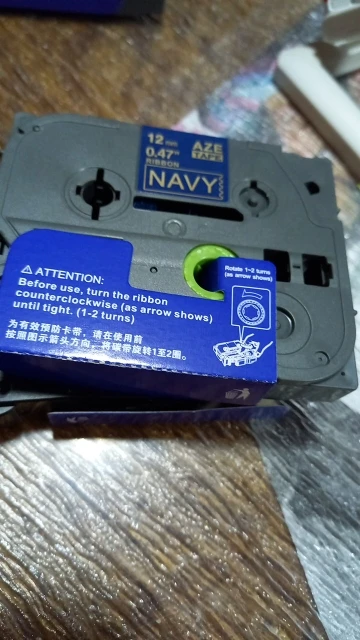 12 mm
0.47"
RIBBON
AZE
TAPE
NAVY
Rotate 1-2 turns
(as arrow shows)
⚠ ATTENTION:
Before use, turn the ribbon
counterclockwise (as arrow shows)
until tight. (1-2 turns)
为有效预防卡带，请在使用前
按照图示箭头方向，将碳带旋转1至2圈。